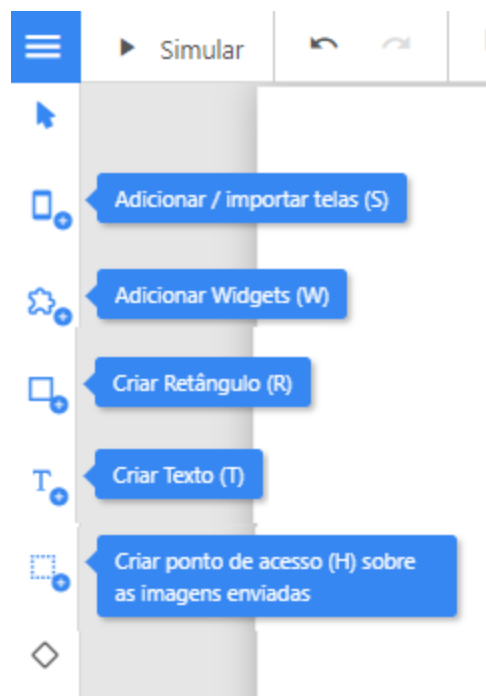 Simular
Adicionar / importar telas (S)
Adicionar Widgets (W)
Criar Retângulo (R)
Criar Texto (T)
T
Criar ponto de acesso (H) sobre
as imagens enviadas